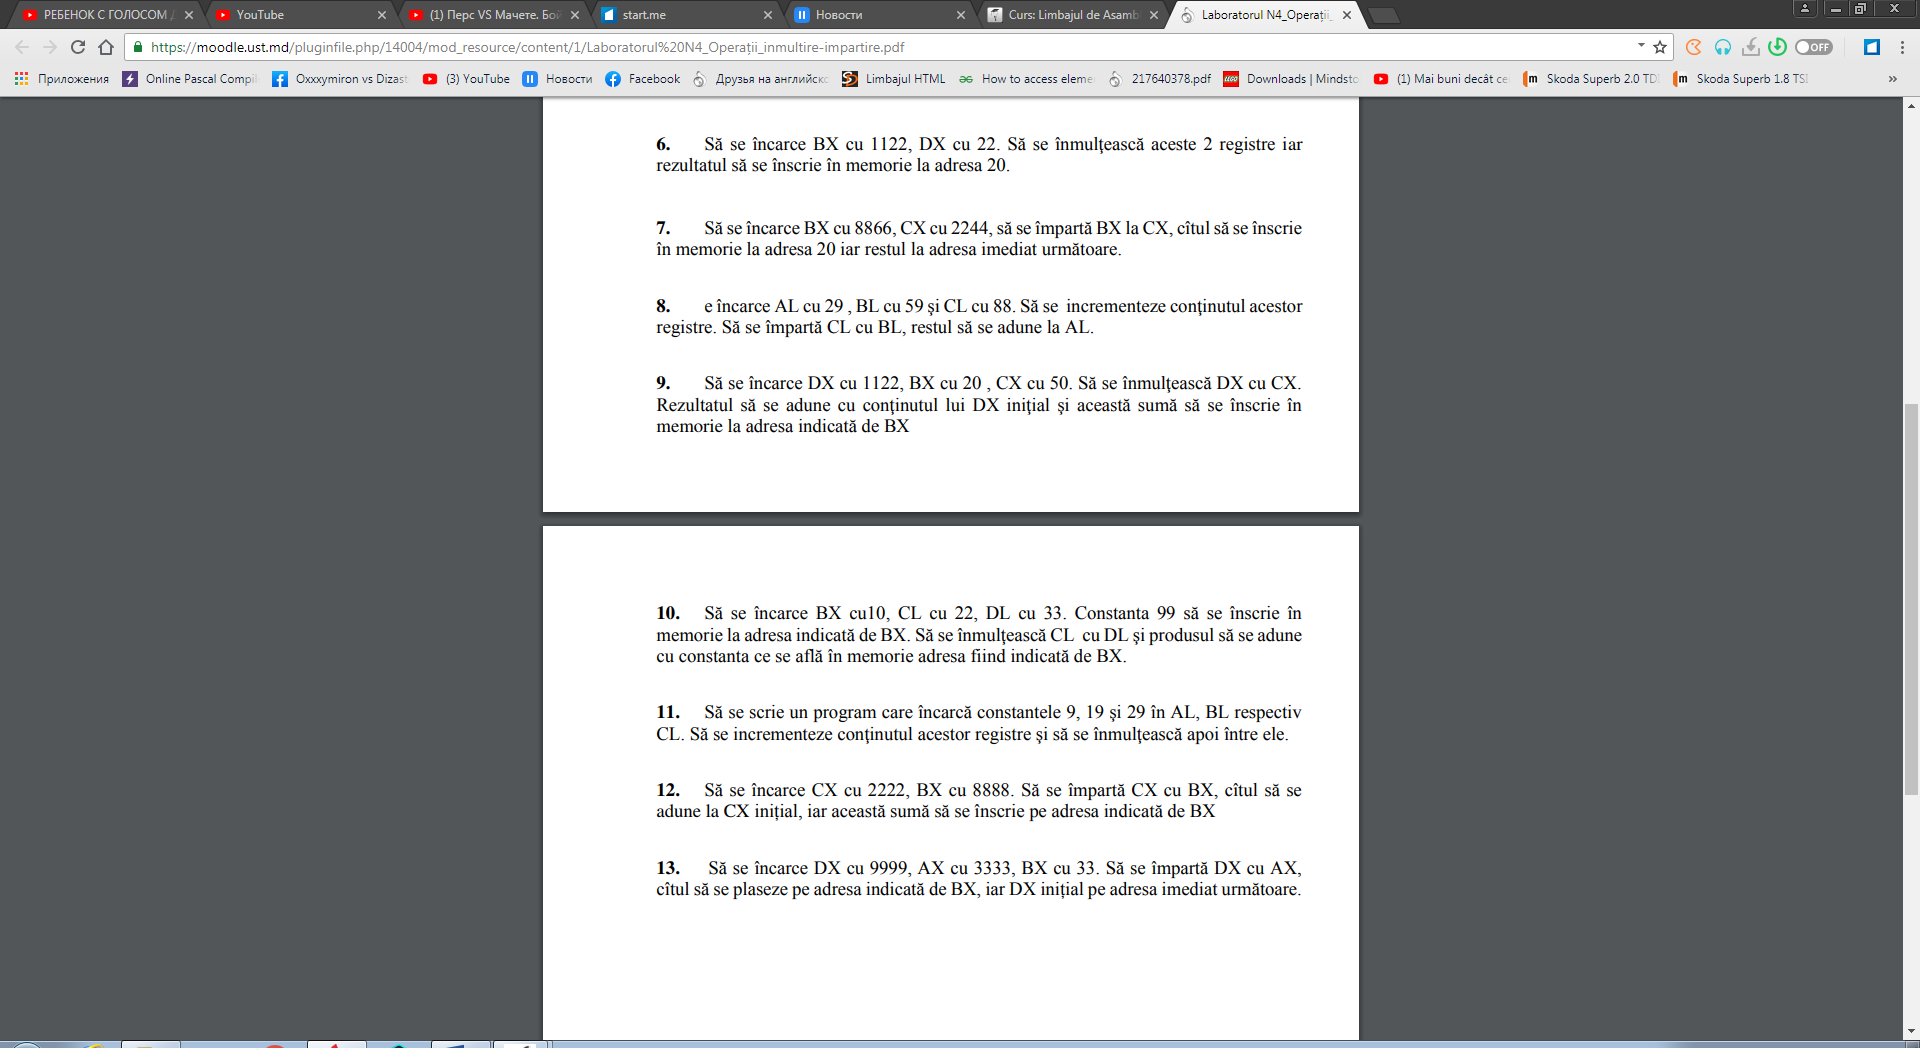 РЕБЕНОК С ГОЛОСОМ
YouTube
(1) Перс VS Мачете. Бой
start.me
Новости
Curs: Limbajul de Asamb
Laboratorul N4_Operații_
https://moodle.ust.md/pluginfile.php/14004/mod_resource/content/1/Laboratorul%20N4_Operații_inmultire-impartire.pdf
OFF
Приложения
Online Pascal Compil
Oxxxymiron vs Dizast
(3) YouTube
Новости
Facebook
Друзья на английско
Limbajul HTML
How to access eleme
217640378.pdf
Downloads | Mindsto
(1) Mai buni decât ce
Skoda Superb 2.0 TD
Skoda Superb 1.8 TSI
»
6. Să se încarce BX cu 1122, DX cu 22. Să se înmulţească aceste 2 registre iar
rezultatul să se înscrie în memorie la adresa 20.
7. Să se încarce BX cu 8866, CX cu 2244, să se împartă BX la CX, cîtul să se înscrie
în memorie la adresa 20 iar restul la adresa imediat următoare.
8. e încarce AL cu 29 , BL cu 59 şi CL cu 88. Să se incrementeze conţinutul acestor
registre. Să se împartă CL cu BL, restul să se adune la AL.
9. Să se încarce DX cu 1122, BX cu 20 , CX cu 50. Să se înmulţească DX cu CX.
Rezultatul să se adune cu conţinutul lui DX iniţial şi această sumă să se înscrie în
memorie la adresa indicată de BX
10. Să se încarce BX cu10, CL cu 22, DL cu 33. Constanta 99 să se înscrie în
memorie la adresa indicată de BX. Să se înmulţească CL cu DL şi produsul să se adune
cu constanta ce se află în memorie adresa fiind indicată de BX.
11. Să se scrie un program care încarcă constantele 9, 19 şi 29 în AL, BL respectiv
CL. Să se incrementeze conţinutul acestor registre şi să se înmulţească apoi între ele.
12. Să se încarce CX cu 2222, BX cu 8888. Să se împartă CX cu BX, cîtul să se
adune la CX inițial, iar această sumă să se înscrie pe adresa indicată de BX
13. Să se încarce DX cu 9999, AX cu 3333, BX cu 33. Să se împartă DX cu AX,
cîtul să se plaseze pe adresa indicată de BX, iar DX inițial pe adresa imediat următoare.